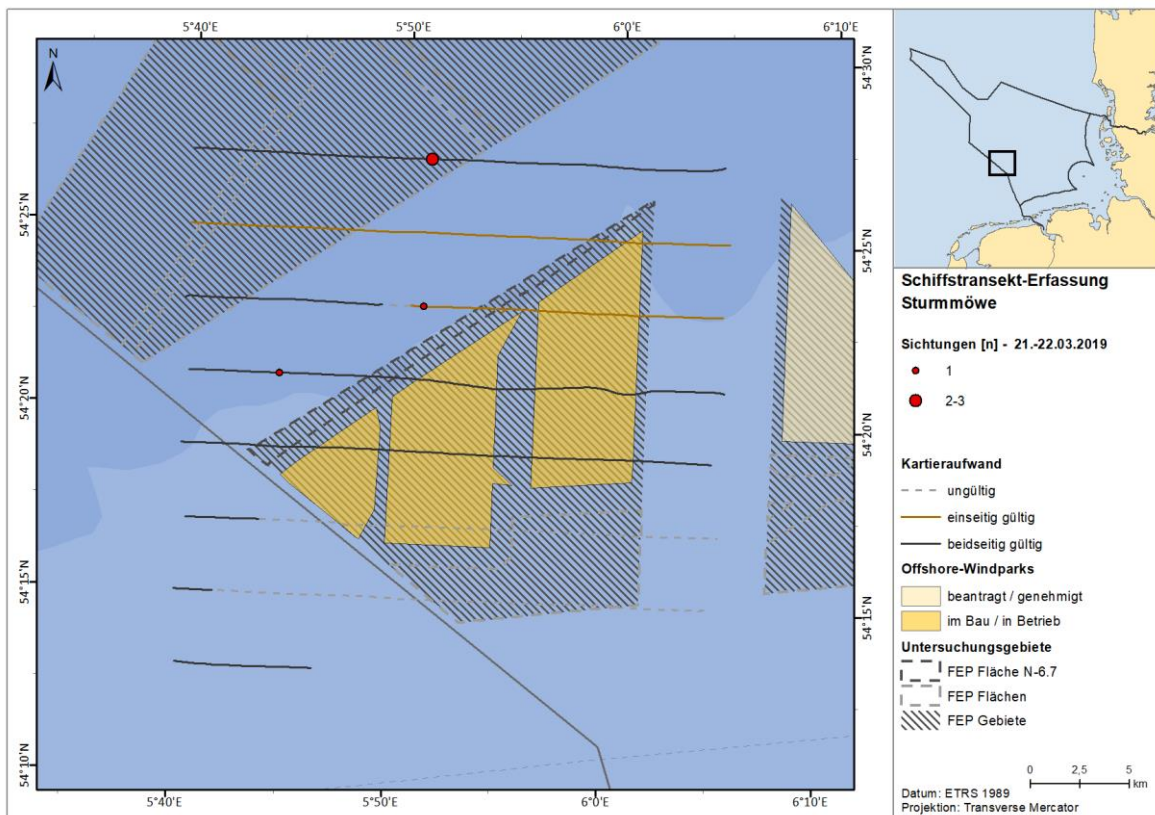 5°40'E
5°50'E
6°0'E
6°10'E
N
54°30'N
54°25'N
54°25'N
54°20'N
54°20'N
54°15'N
54°15'N
54°10'N
5°40'E
5°50'E
6°0'E
6°10'E
Schiffstransekt-Erfassung
Sturmmöwe
Sichtungen [n] - 21.-22.03.2019
1
2-3
Kartieraufwand
ungültig
einseitig gültig
beidseitig gültig
Offshore-Windparks
beantragt / genehmigt
im Bau / in Betrieb
Untersuchungsgebiete
FEP Fläche N-6.7
FEP Flächen
FEP Gebiete
0 2,5 5
km
Datum: ETRS 1989
Projektion: Transverse Mercator